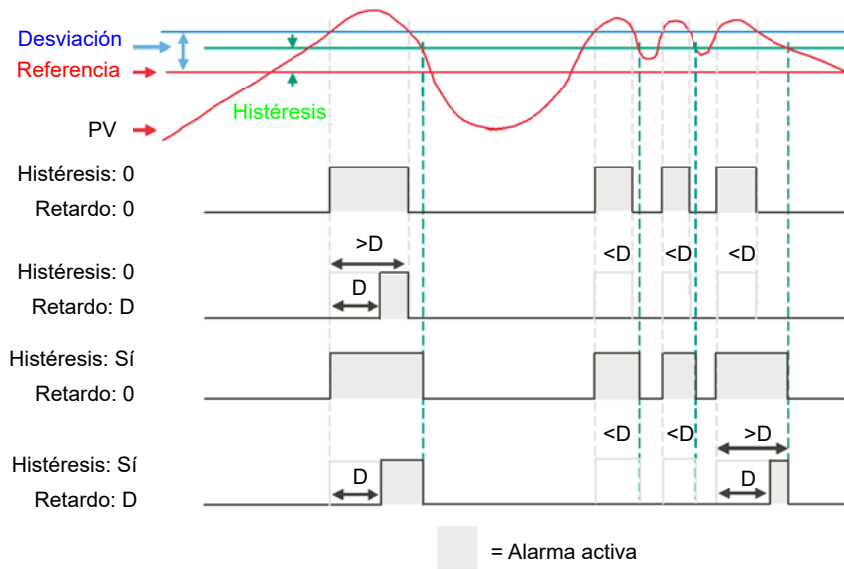 Desviación
Referencia
Histéresis
PV
Histéresis: 0
Retardo: 0
>D
<D <D <D
Histéresis: 0
D
Retardo: D
Histéresis: Sí
Retardo: 0
<D <D >D
Histéresis: Sí
D D
Retardo: D
= Alarma activa